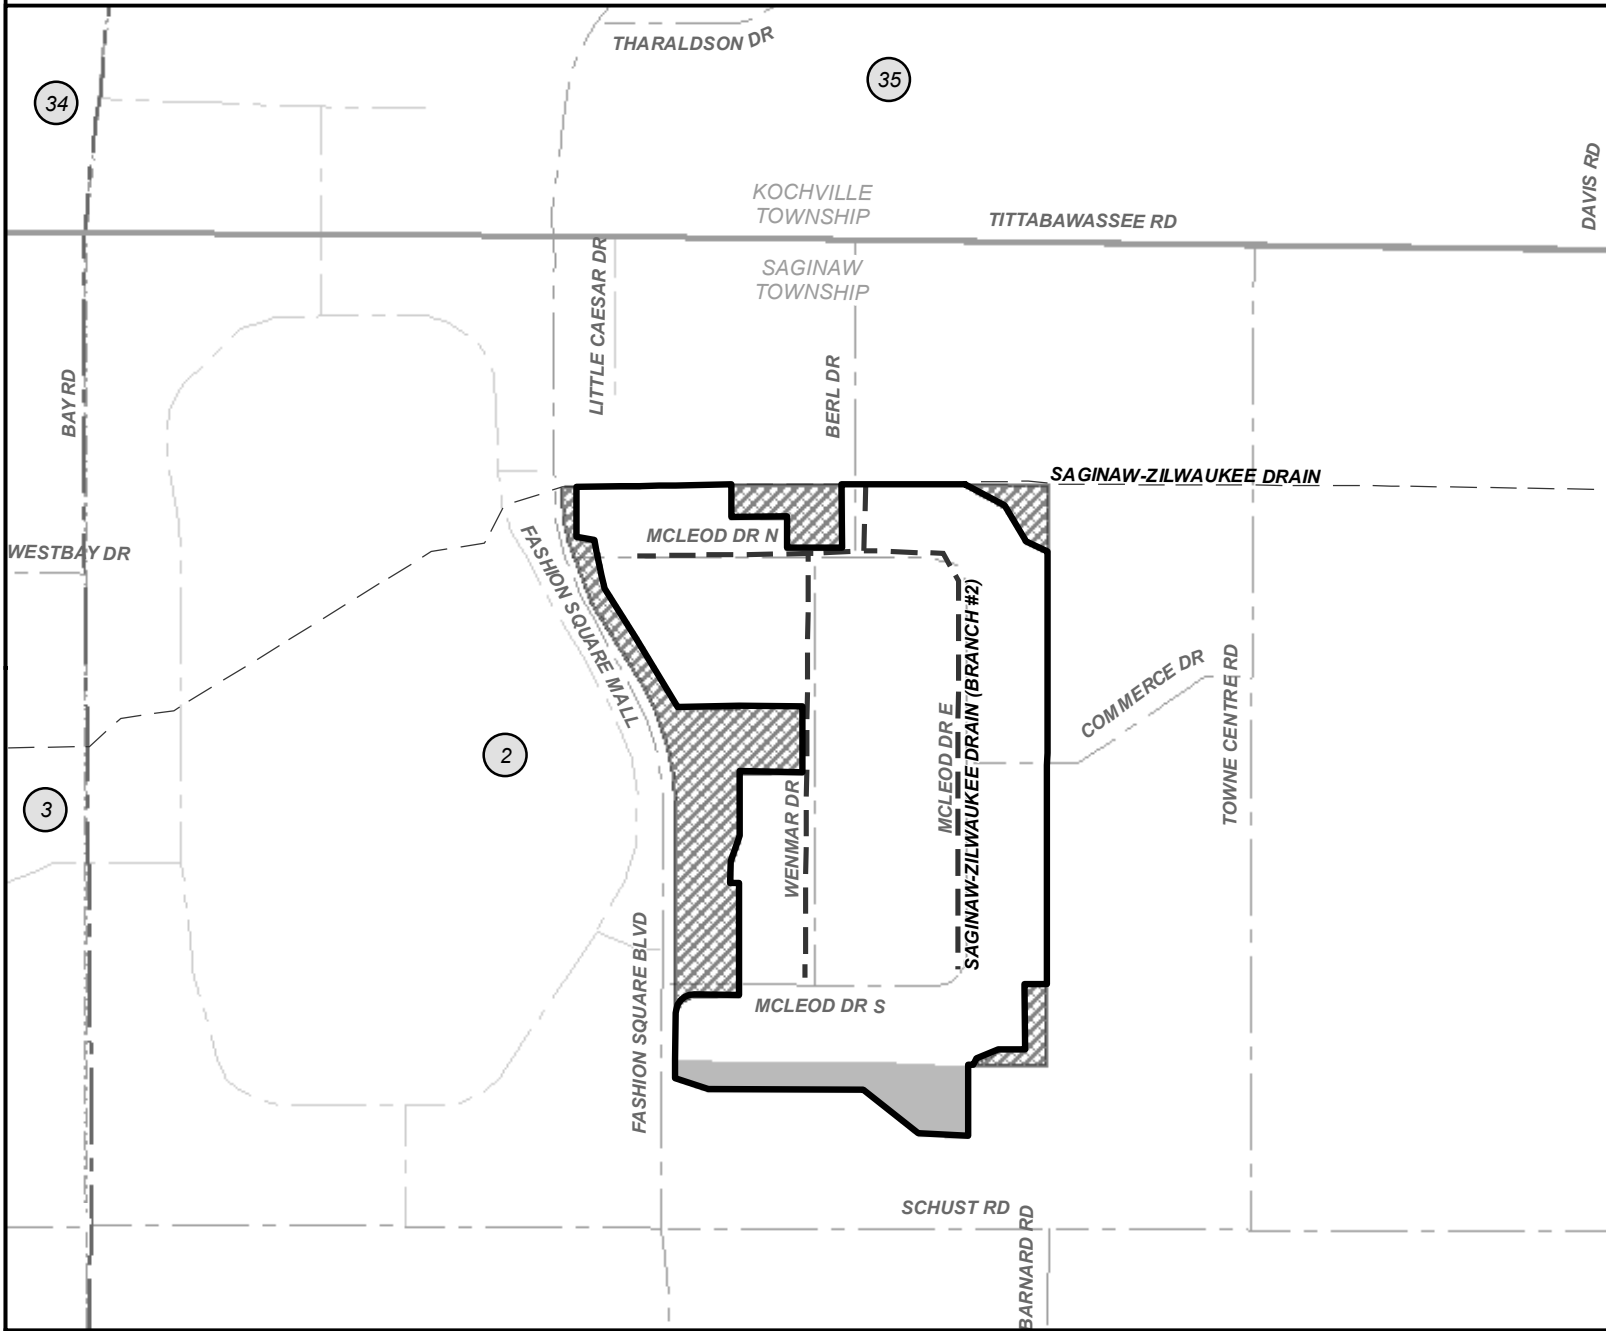 THARALDSON DR
35
34
DAVIS RD
KOCHVILLE
TOWNSHIP
TITTABAWASSEE RD
SAGINAW
TOWNSHIP
LITTLE CAESAR DR
BERL DR
BAY RD
SAGINAW-ZILWAUKEE DRAIN
MCLEOD DR N
WESTBAY DR
FASHION SQUARE MALL
SAGINAW-ZILWAUKEE DRAIN (BRANCH #2)
MCLEOD DR E
COMMERCE DR
TOWNE CENTRE RD
2
3
WENMAR DR
FASHION SQUARE BLVD
MCLEOD DR S
SCHUST RD
BARNARD RD